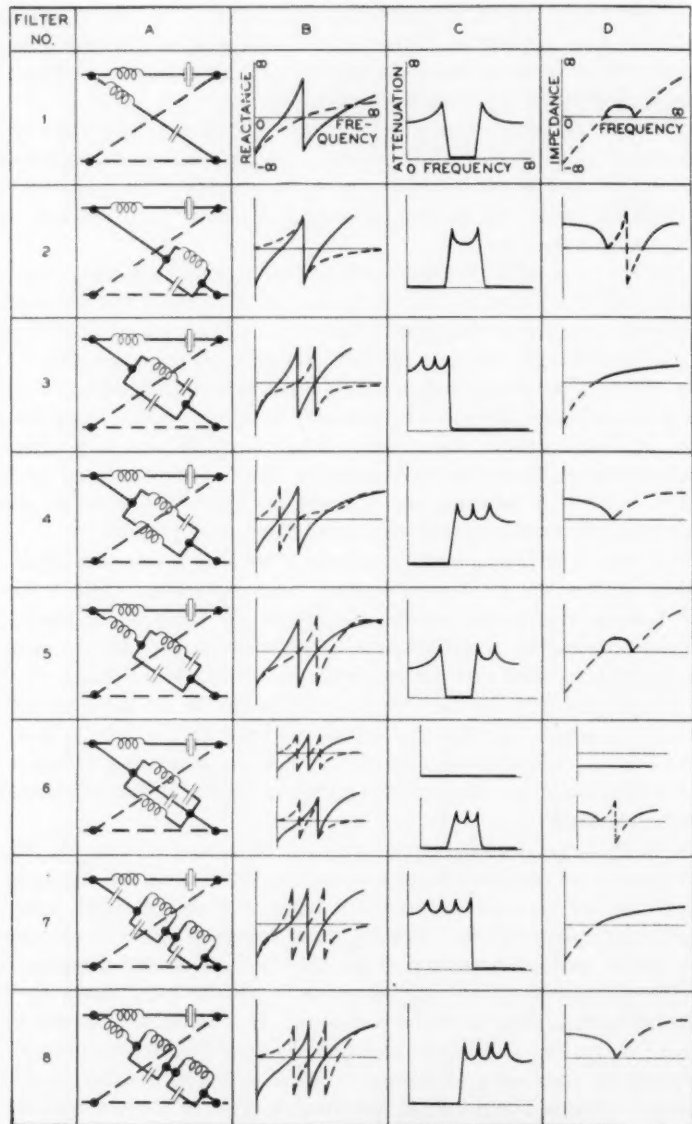 FILTER
NO.
A
B
C
D
1
REACTANCE
∞
0
-∞
∞
FRE-
QUENCY
ATTENUATION
∞
0
FREQUENCY
∞
IMPEDANCE
∞
0
-∞
∞
FREQUENCY
2
3
4
5
6
7
8